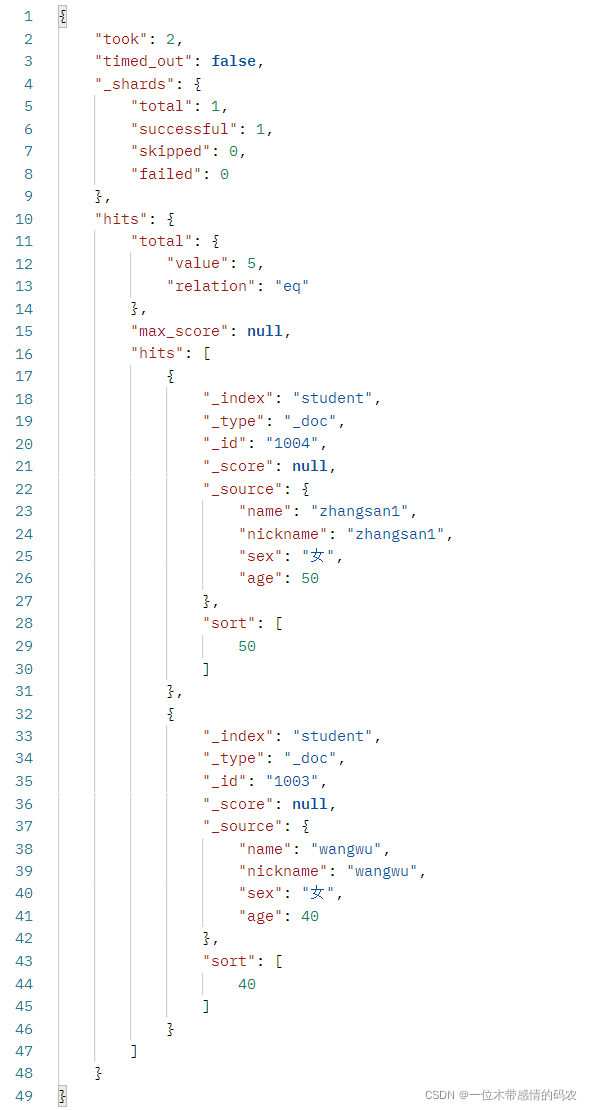 1 {
2     "took": 2,
3     "timed_out": false,
4     "_shards": {
5         "total": 1,
6         "successful": 1,
7         "skipped": 0,
8         "failed": 0
9     },
10     "hits": {
11         "total": {
12             "value": 5,
13             "relation": "eq"
14         },
15         "max_score": null,
16         "hits": [
17             {
18                 "_index": "student",
19                 "_type": "_doc",
20                 "_id": "1004",
21                 "_score": null,
22                 "_source": {
23                     "name": "zhangsan1",
24                     "nickname": "zhangsan1",
25                     "sex": "女",
26                     "age": 50
27                 },
28                 "sort": [
29                     50
30                 ]
31             },
32             {
33                 "_index": "student",
34                 "_type": "_doc",
35                 "_id": "1003",
36                 "_score": null,
37                 "_source": {
38                     "name": "wangwu",
39                     "nickname": "wangwu",
40                     "sex": "女",
41                     "age": 40
42                 },
43                 "sort": [
44                     40
45                 ]
46             }
47         ]
48     }
49 }
CSDN @一位木带感情的码农